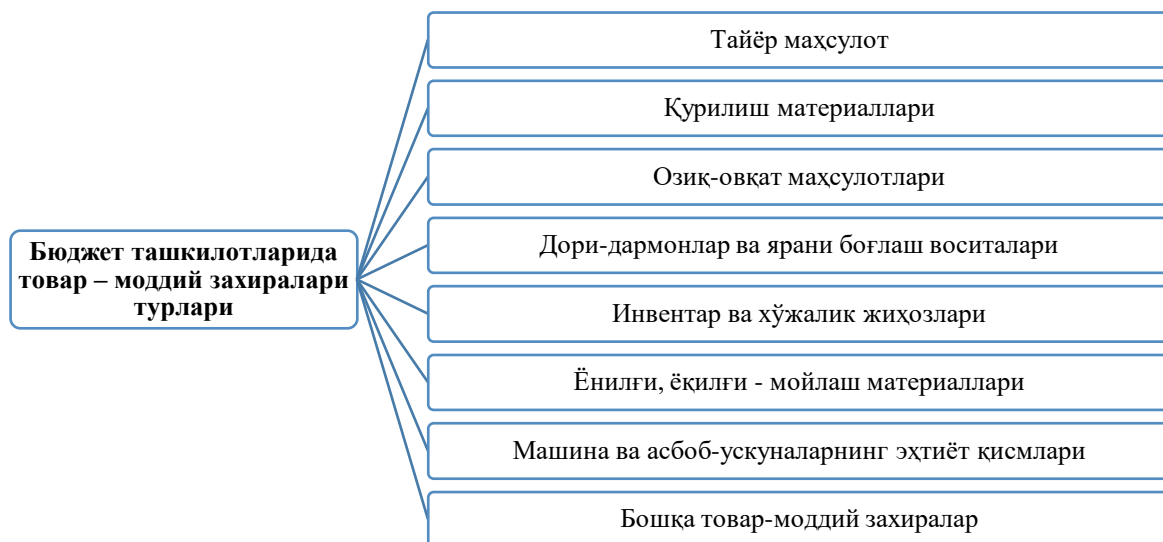 Тайёр маҳсулот
Қурилиш материаллари
Озиқ-овқат маҳсулотлари
Дори-дармонлар ва ярани боғлаш воситалари
Бюджет ташкилотларида
товар – моддий захиралари
турлари
Инвентар ва хўжалик жиҳозлари
Ёнилғи, ёқилғи - мойлаш материаллари
Машина ва асбоб-ускуналарнинг эҳтиёт қисмлари
Бошқа товар-моддий захиралар